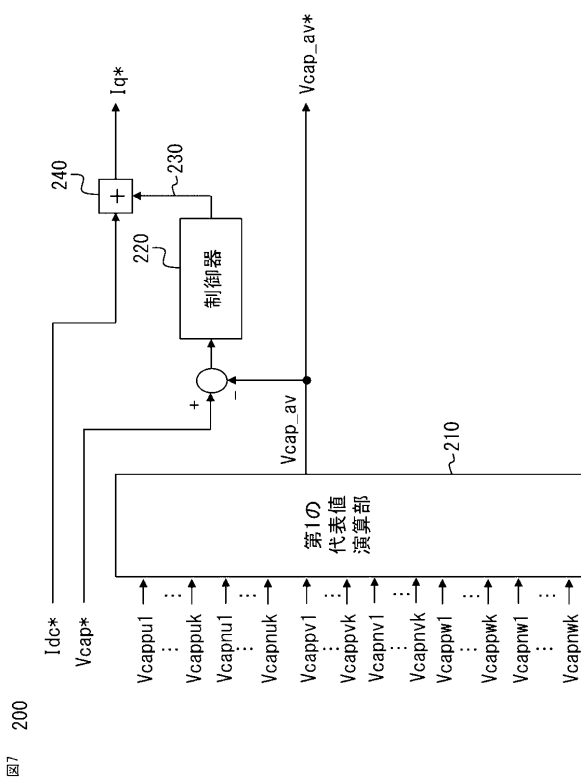 図7
200
Idc*
Vcap*
Vcappu1
...
...
Vcappuk
Vcapnu1
...
...
Vcapnuk
Vcappv1
...
...
Vcappvk
Vcapnv1
...
...
Vcapnvk
Vcappw1
...
...
Vcappwk
Vcapnw1
...
...
Vcapnwk
第1の
代表値
演算部
210
Vcap_av
+
-
制御器
220
230
+
240
Iq*
Vcap_av*